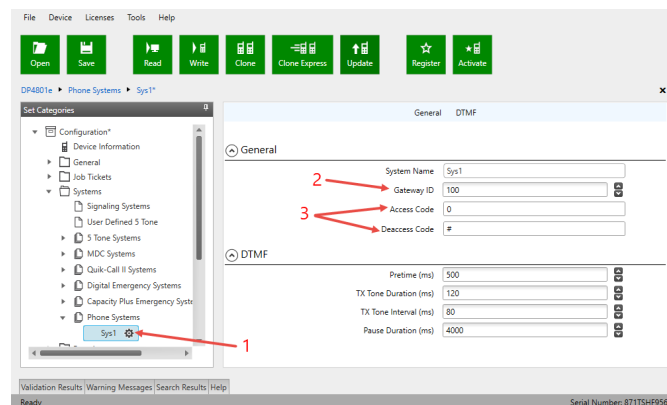 File Device Licenses Tools Help
Open Save Read Write Clone Clone Express Update Register Activate
DP4801e Phone Systems Sys1*
Set Categories
General DTMF
Configuration*
Device Information
General
Job Tickets
Systems
Signaling Systems
User Defined 5 Tone
5 Tone Systems
MDC Systems
Quik-Call II Systems
Digital Emergency Systems
Capacity Plus Emergency Syste
Phone Systems
Sys1
1
General
System Name Sys1
2
Gateway ID 100
3
Access Code 0
Deaccess Code #
DTMF
Pretime (ms) 500
TX Tone Duration (ms) 120
TX Tone Interval (ms) 80
Pause Duration (ms) 4000
Validation Results Warning Messages Search Results Help
Ready Serial Number: 871TSHF956